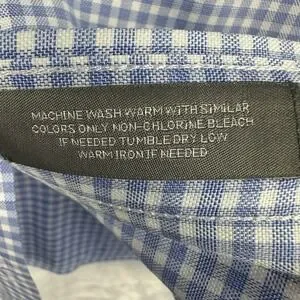 MACHINE WASH WARM WITH SIMILAR
COLORS ONLY NON-CHLORINE BLEACH
IF NEEDED TUMBLE DRY LOW
WARM IRON IF NEEDED